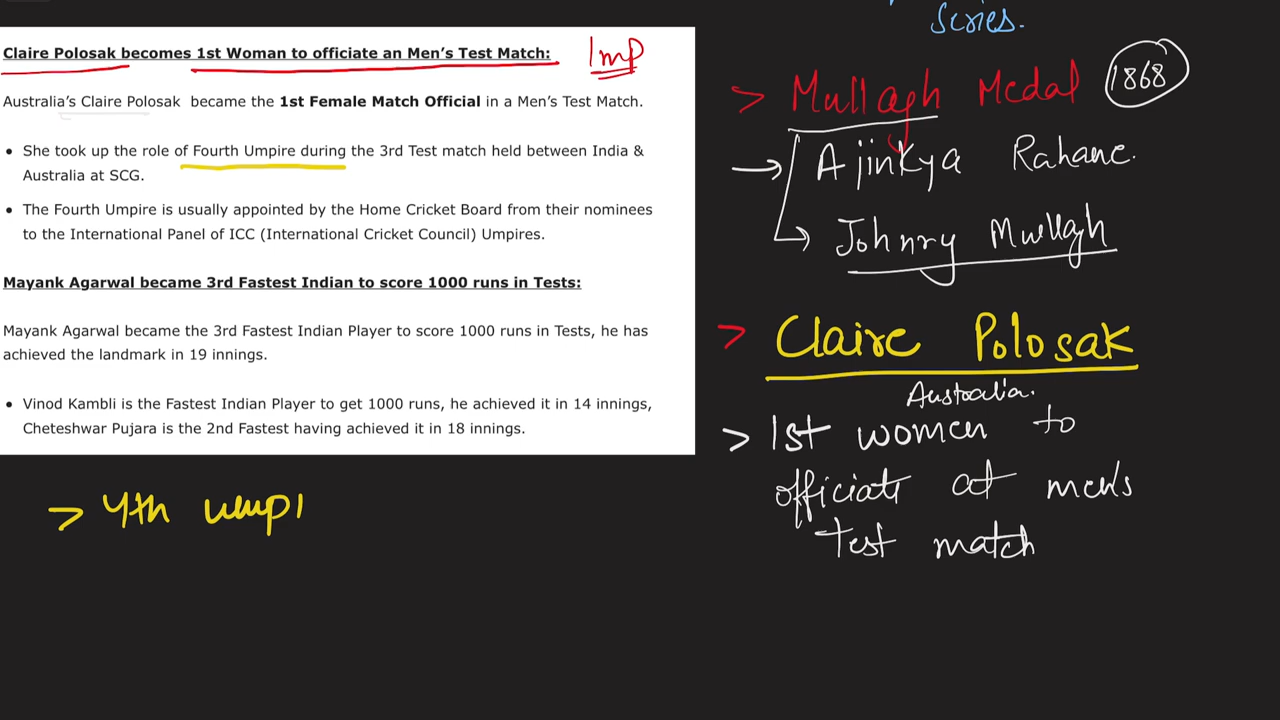 Claire Polosak becomes 1st Woman to officiate an Men's Test Match:
Imp
Australia's Claire Polosak became the 1st Female Match Official in a Men's Test Match.
• She took up the role of Fourth Umpire during the 3rd Test match held between India &
Australia at SCG.
• The Fourth Umpire is usually appointed by the Home Cricket Board from their nominees
to the International Panel of ICC (International Cricket Council) Umpires.
Mayank Agarwal became 3rd Fastest Indian to score 1000 runs in Tests:
Mayank Agarwal became the 3rd Fastest Indian Player to score 1000 runs in Tests, he has
achieved the landmark in 19 innings.
• Vinod Kambli is the Fastest Indian Player to get 1000 runs, he achieved it in 14 innings,
Cheteshwar Pujara is the 2nd Fastest having achieved it in 18 innings.
> 4th umpi
Series.
> Mullagh Medal 1868
→ Ajinkya Rahane.
→ Johnny Mullagh
> Claire Polosak
Australia.
> 1st women to
officiate at men's
Test match